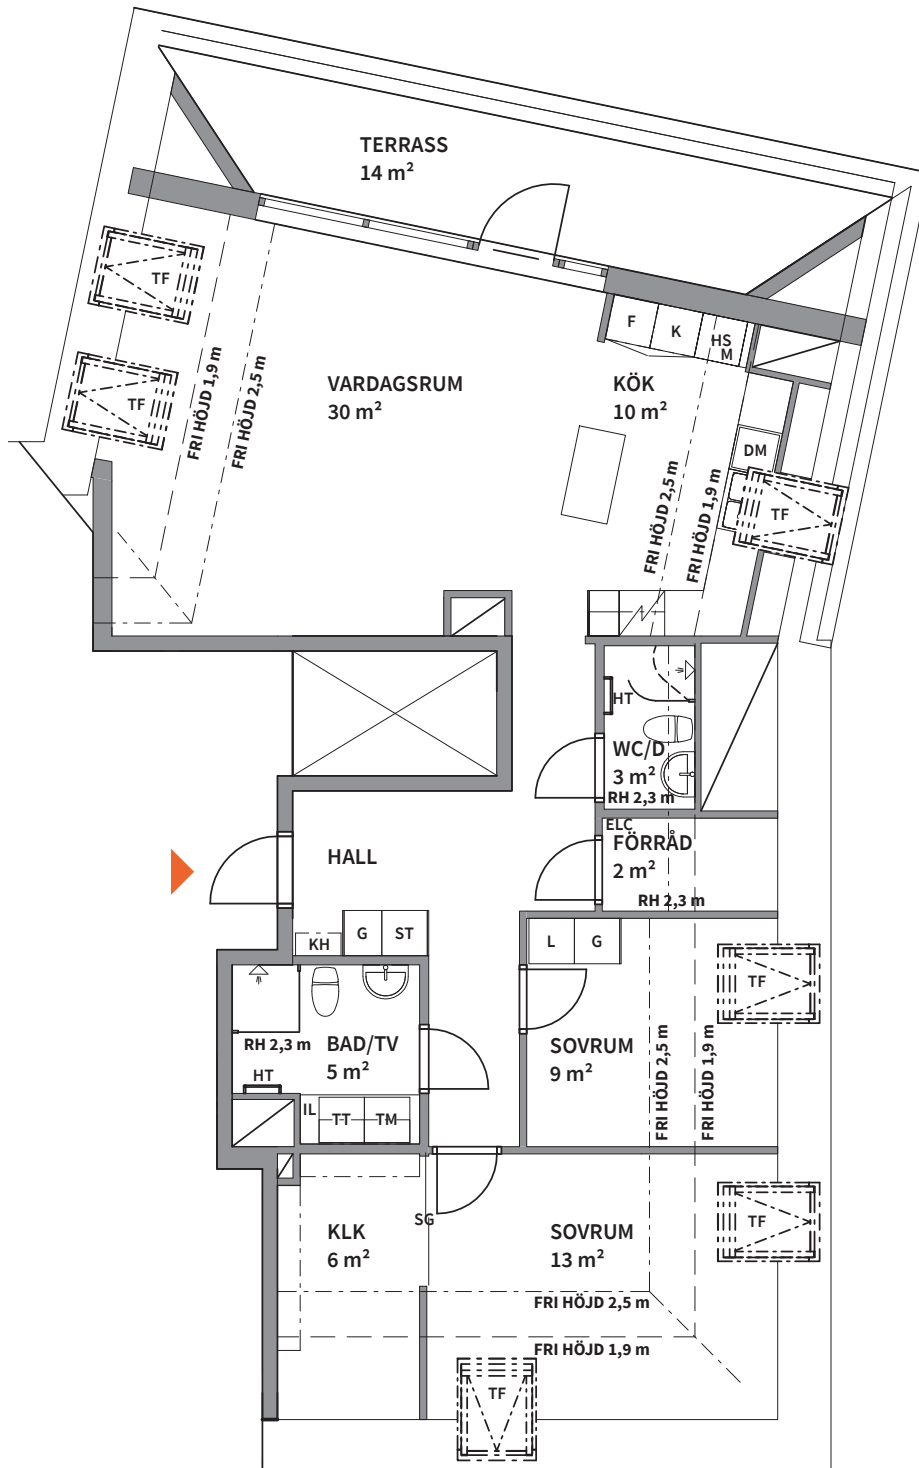 TERRASS
14 m²
TF
TF
FRI HÖJD 1,9 m
FRI HÖJD 2,5 m
VARDAGSRUM
30 m²
F
K
HS
M
KÖK
10 m²
DM
TF
FRI HÖJD 2,5 m
FRI HÖJD 1,9 m
HT
WC/D
3 m²
RH 2,3 m
ELC
FÖRRÅD
2 m²
RH 2,3 m
HALL
KH
G
ST
L
G
TF
RH 2,3 m
BAD/TV
5 m²
HT
IL
TT
TM
SOVRUM
9 m²
FRI HÖJD 2,5 m
FRI HÖJD 1,9 m
SG
KLK
6 m²
SOVRUM
13 m²
TF
FRI HÖJD 2,5 m
FRI HÖJD 1,9 m
TF